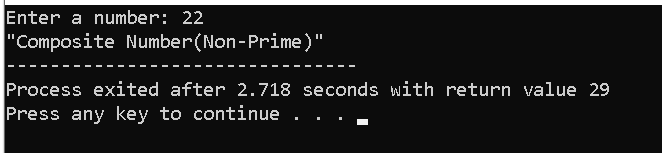 Enter a number: 22
"Composite Number(Non-Prime)"
--------------------------------
Process exited after 2.718 seconds with return value 29
Press any key to continue . . .